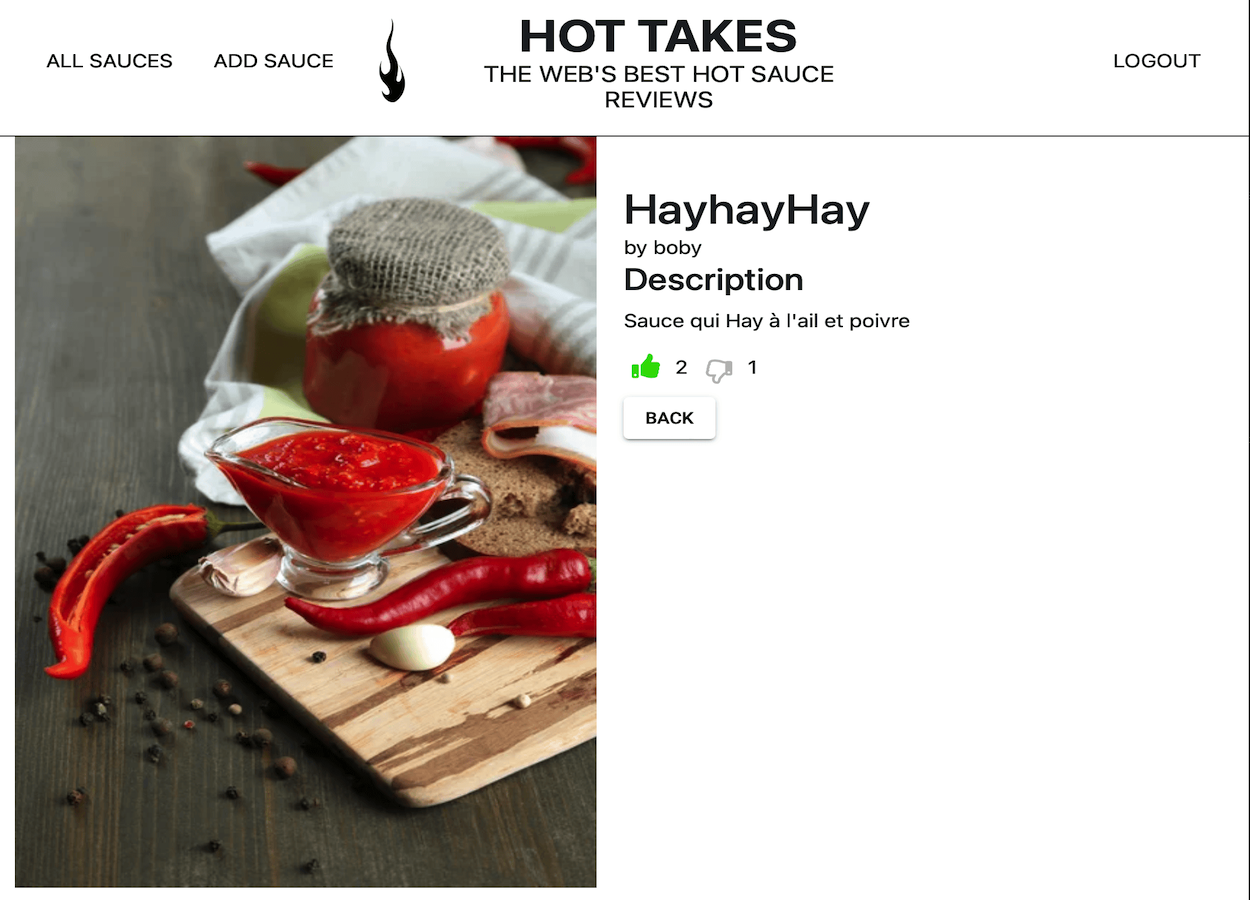 ALL SAUCES
ADD SAUCE
HOT TAKES
THE WEB'S BEST HOT SAUCE
REVIEWS
LOGOUT
HayhayHay
by boby
Description
Sauce qui Hay à l'ail et poivre
2 1
BACK